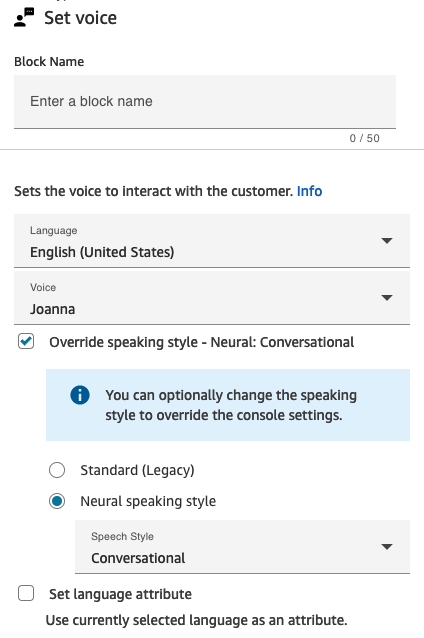 Set voice
Block Name
Enter a block name
0 / 50
Sets the voice to interact with the customer. Info
Language
English (United States)
Voice
Joanna
Override speaking style - Neural: Conversational
You can optionally change the speaking
style to override the console settings.
Standard (Legacy)
Neural speaking style
Speech Style
Conversational
Set language attribute
Use currently selected language as an attribute.